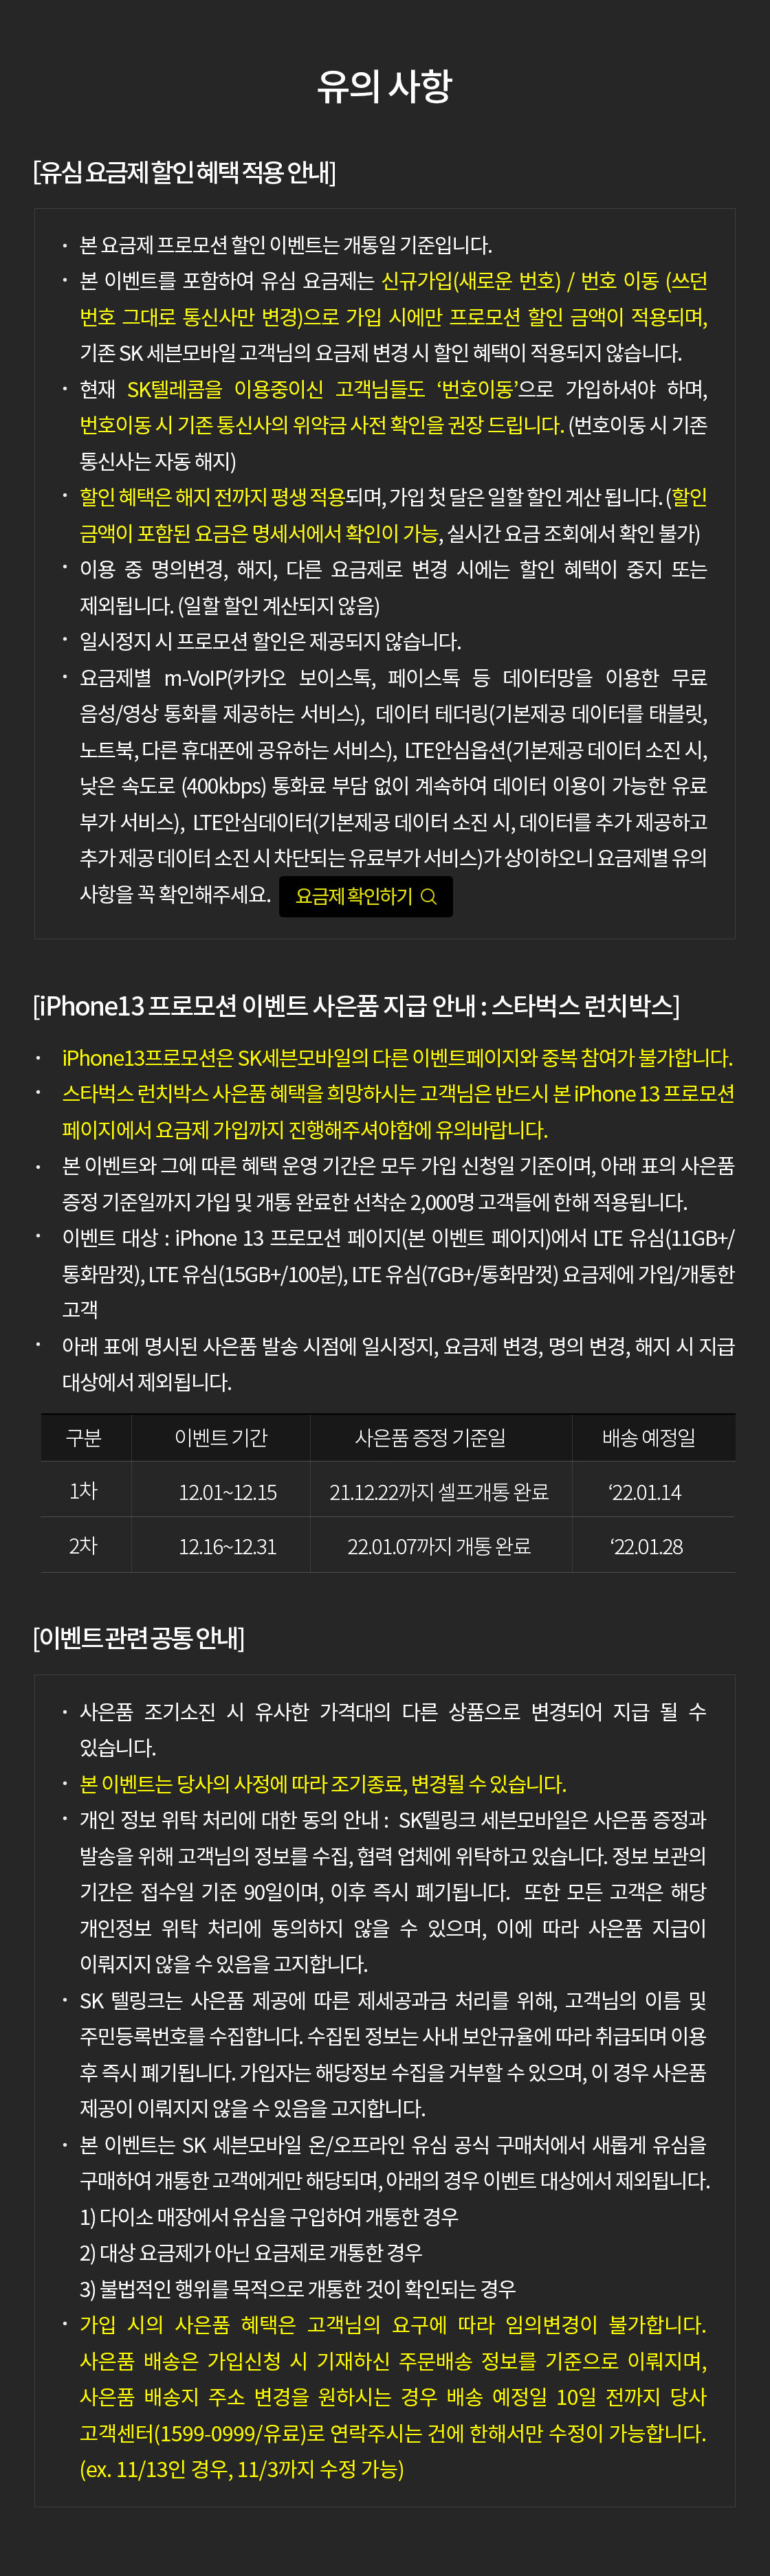 유의 사항
[유심 요금제 할인 혜택 적용 안내]
· 본 요금제 프로모션 할인 이벤트는 개통일 기준입니다.
· 본 이벤트를 포함하여 유심 요금제는 신규가입(새로운 번호) / 번호 이동 (쓰던
번호 그대로 통신사만 변경)으로 가입 시에만 프로모션 할인 금액이 적용되며,
기존 SK 세븐모바일 고객님의 요금제 변경 시 할인 혜택이 적용되지 않습니다.
· 현재 SK텔레콤을 이용중이신 고객님들도 ‘번호이동’으로 가입하셔야 하며,
번호이동 시 기존 통신사의 위약금 사전 확인을 권장 드립니다. (번호이동 시 기존
통신사는 자동 해지)
· 할인 혜택은 해지 전까지 평생 적용되며, 가입 첫 달은 일할 할인 계산 됩니다. (할인
금액이 포함된 요금은 명세서에서 확인이 가능, 실시간 요금 조회에서 확인 불가)
· 이용 중 명의변경, 해지, 다른 요금제로 변경 시에는 할인 혜택이 중지 또는
제외됩니다. (일할 할인 계산되지 않음)
· 일시정지 시 프로모션 할인은 제공되지 않습니다.
· 요금제별 m-VoIP(카카오 보이스톡, 페이스톡 등 데이터망을 이용한 무료
음성/영상 통화를 제공하는 서비스), 데이터 테더링(기본제공 데이터를 태블릿,
노트북, 다른 휴대폰에 공유하는 서비스), LTE안심옵션(기본제공 데이터 소진 시,
낮은 속도로 (400kbps) 통화료 부담 없이 계속하여 데이터 이용이 가능한 유료
부가 서비스), LTE안심데이터(기본제공 데이터 소진 시, 데이터를 추가 제공하고
추가 제공 데이터 소진 시 차단되는 유료부가 서비스)가 상이하오니 요금제별 유의
사항을 꼭 확인해주세요. 요금제 확인하기
[iPhone13 프로모션 이벤트 사은품 지급 안내 : 스타벅스 런치박스]
· iPhone13프로모션은 SK세븐모바일의 다른 이벤트페이지와 중복 참여가 불가합니다.
· 스타벅스 런치박스 사은품 혜택을 희망하시는 고객님은 반드시 본 iPhone 13 프로모션
페이지에서 요금제 가입까지 진행해주셔야함에 유의바랍니다.
· 본 이벤트와 그에 따른 혜택 운영 기간은 모두 가입 신청일 기준이며, 아래 표의 사은품
증정 기준일까지 가입 및 개통 완료한 선착순 2,000명 고객들에 한해 적용됩니다.
· 이벤트 대상 : iPhone 13 프로모션 페이지(본 이벤트 페이지)에서 LTE 유심(11GB+/
통화맘껏), LTE 유심(15GB+/100분), LTE 유심(7GB+/통화맘껏) 요금제에 가입/개통한
고객
· 아래 표에 명시된 사은품 발송 시점에 일시정지, 요금제 변경, 명의 변경, 해지 시 지급
대상에서 제외됩니다.
구분 이벤트 기간 사은품 증정 기준일 배송 예정일
1차 12.01~12.15 21.12.22까지 셀프개통 완료 ‘22.01.14
2차 12.16~12.31 22.01.07까지 개통 완료 ‘22.01.28
[이벤트 관련 공통 안내]
· 사은품 조기소진 시 유사한 가격대의 다른 상품으로 변경되어 지급 될 수
있습니다.
· 본 이벤트는 당사의 사정에 따라 조기종료, 변경될 수 있습니다.
· 개인 정보 위탁 처리에 대한 동의 안내 : SK텔링크 세븐모바일은 사은품 증정과
발송을 위해 고객님의 정보를 수집, 협력 업체에 위탁하고 있습니다. 정보 보관의
기간은 접수일 기준 90일이며, 이후 즉시 폐기됩니다. 또한 모든 고객은 해당
개인정보 위탁 처리에 동의하지 않을 수 있으며, 이에 따라 사은품 지급이
이뤄지지 않을 수 있음을 고지합니다.
· SK 텔링크는 사은품 제공에 따른 제세공과금 처리를 위해, 고객님의 이름 및
주민등록번호를 수집합니다. 수집된 정보는 사내 보안규율에 따라 취급되며 이용
후 즉시 폐기됩니다. 가입자는 해당정보 수집을 거부할 수 있으며, 이 경우 사은품
제공이 이뤄지지 않을 수 있음을 고지합니다.
· 본 이벤트는 SK 세븐모바일 온/오프라인 유심 공식 구매처에서 새롭게 유심을
구매하여 개통한 고객에게만 해당되며, 아래의 경우 이벤트 대상에서 제외됩니다.
1) 다이소 매장에서 유심을 구입하여 개통한 경우
2) 대상 요금제가 아닌 요금제로 개통한 경우
3) 불법적인 행위를 목적으로 개통한 것이 확인되는 경우
· 가입 시의 사은품 혜택은 고객님의 요구에 따라 임의변경이 불가합니다.
사은품 배송은 가입신청 시 기재하신 주문배송 정보를 기준으로 이뤄지며,
사은품 배송지 주소 변경을 원하시는 경우 배송 예정일 10일 전까지 당사
고객센터(1599-0999/유료)로 연락주시는 건에 한해서만 수정이 가능합니다.
(ex. 11/13인 경우, 11/3까지 수정 가능)